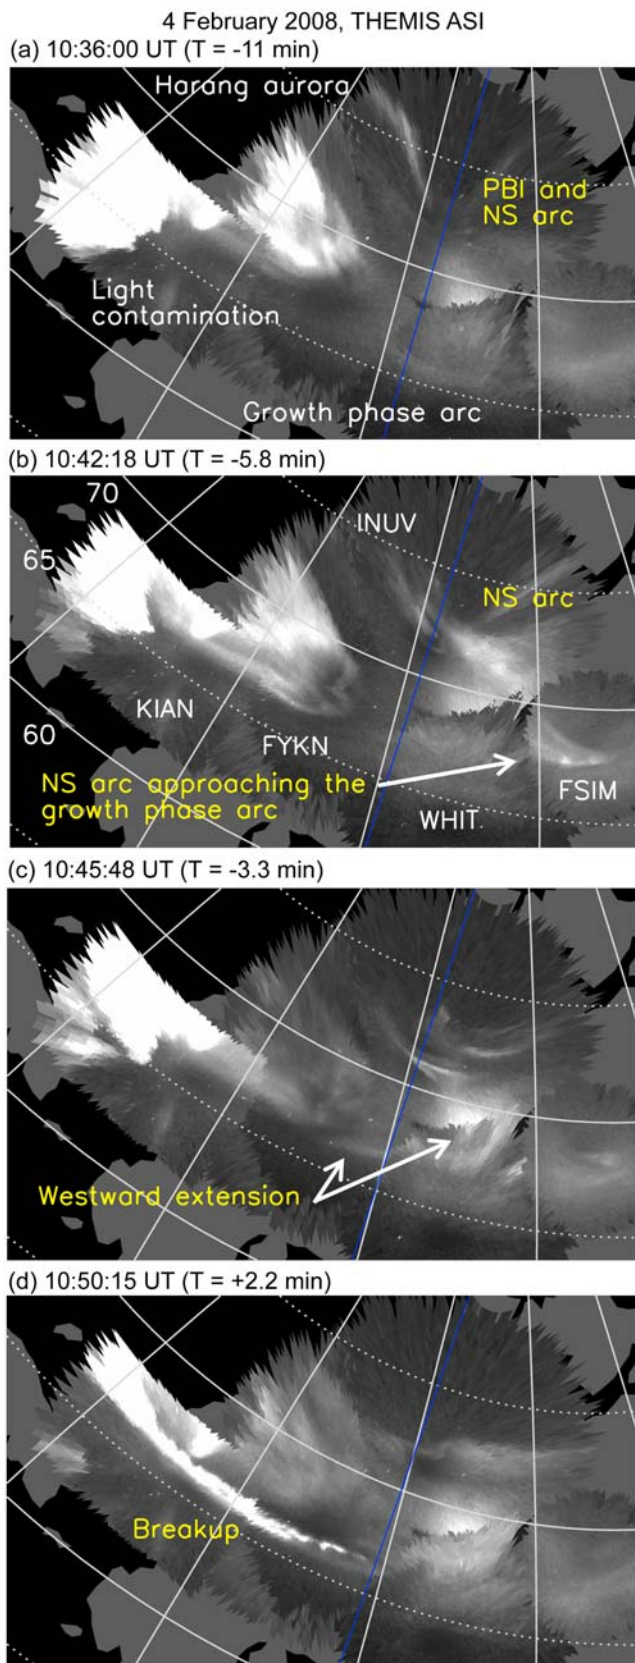 4 February 2008, THEMIS ASI
(a) 10:36:00 UT (T = -11 min)
Harang aurora
PBI and
NS arc
Light
contamination
Growth phase arc
(b) 10:42:18 UT (T = -5.8 min)
70
INUV
65
NS arc
KIAN
60
FYKN
NS arc approaching the
growth phase arc
FSIM
WHIT
(c) 10:45:48 UT (T = -3.3 min)
Westward extension
(d) 10:50:15 UT (T = +2.2 min)
Breakup